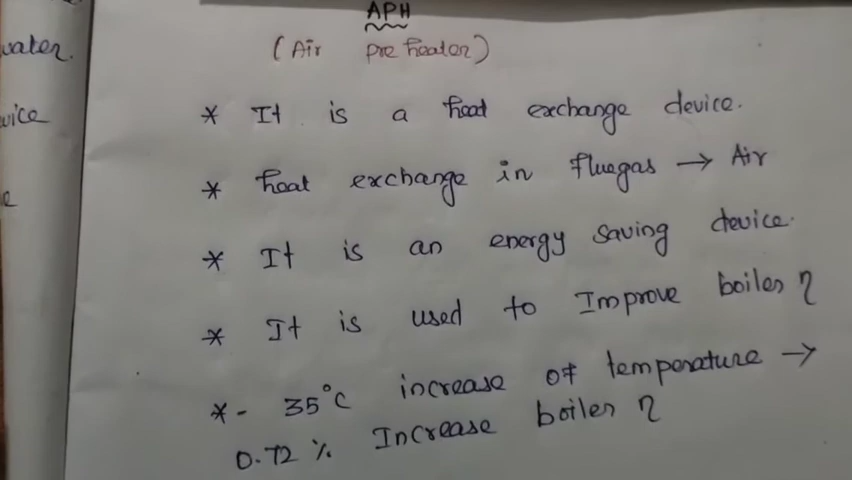 APH
(Air pre heater)
* It is a heat exchange device.
* heat exchange in fluegas → Air
* It is an energy saving device.
* It is used to Improve boiler η
*- 35°C increase of temperature →
0.72 % Increase boiler η
water.